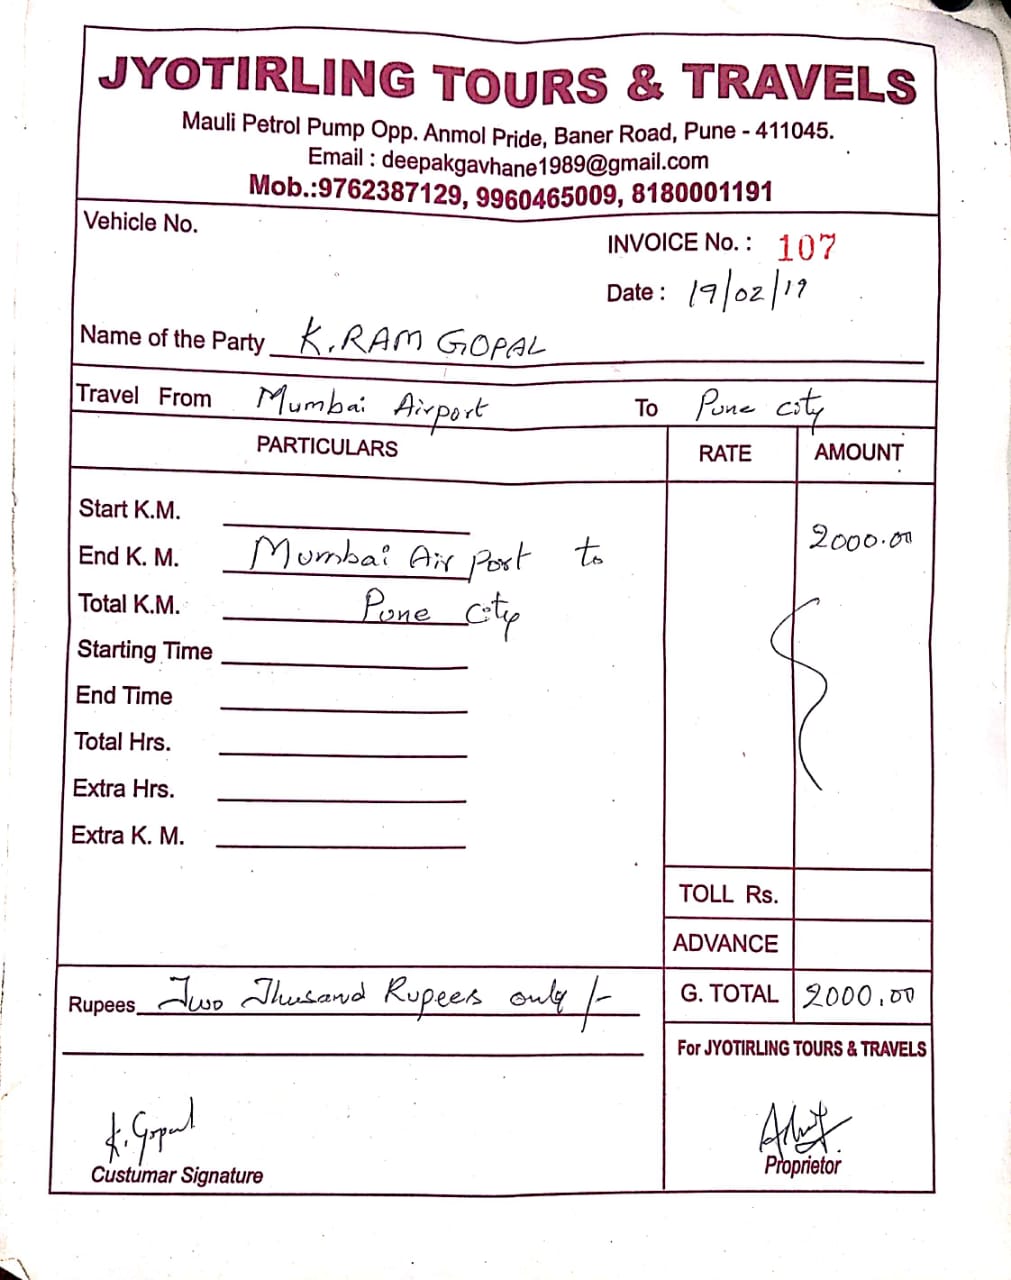 JYOTIRLING TOURS & TRAVELS
Mauli Petrol Pump Opp. Anmol Pride, Baner Road, Pune - 411045.
Email : deepakgavhane1989@gmail.com
Mob.:9762387129, 9960465009, 8180001191
Vehicle No.
INVOICE No. : 107
Date : 19/02/19
Name of the Party K. RAM GOPAL
Travel From Mumbai Airport To Pune city
PARTICULARS RATE AMOUNT
Start K.M.
2000.00
End K. M. Mumbai Air Port to
Total K.M. Pune City
Starting Time
End Time
Total Hrs.
Extra Hrs.
Extra K. M.
TOLL Rs.
ADVANCE
Rupees Two Thusand Rupees only /- G. TOTAL 2000.00
For JYOTIRLING TOURS & TRAVELS
K. Gopal
Custumar Signature
Proprietor